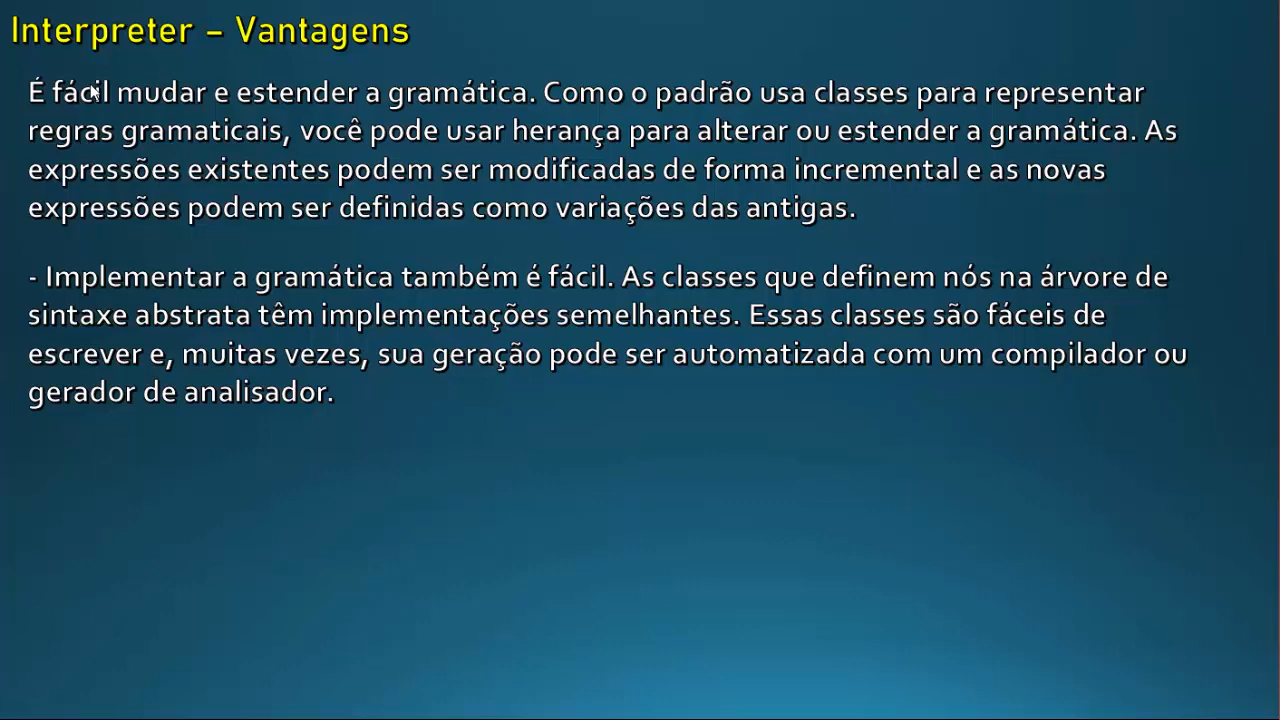 Interpreter – Vantagens
É fácil mudar e estender a gramática. Como o padrão usa classes para representar
regras gramaticais, você pode usar herança para alterar ou estender a gramática. As
expressões existentes podem ser modificadas de forma incremental e as novas
expressões podem ser definidas como variações das antigas.
- Implementar a gramática também é fácil. As classes que definem nós na árvore de
sintaxe abstrata têm implementações semelhantes. Essas classes são fáceis de
escrever e, muitas vezes, sua geração pode ser automatizada com um compilador ou
gerador de analisador.